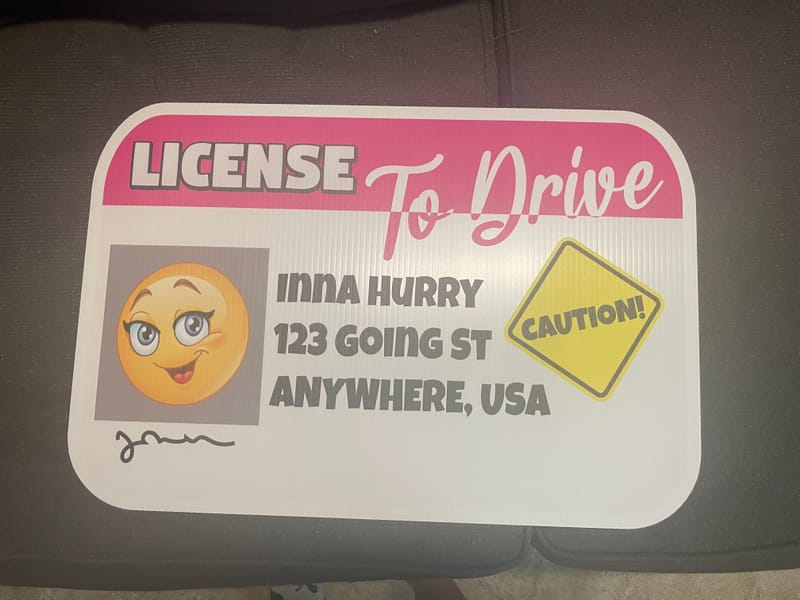 LICENSE To Drive
Inna Hurry
123 Going St
Anywhere, USA
CAUTION!